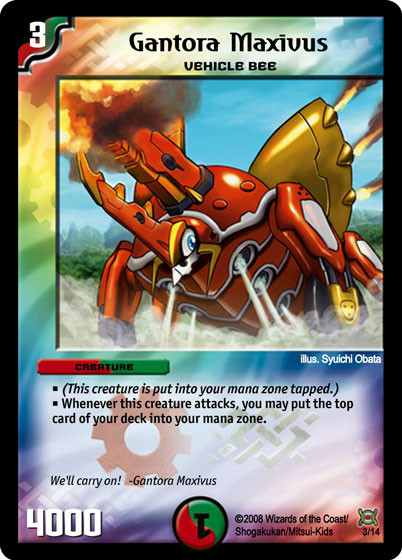 3
Gantora Maxivus
VEHICLE BEE
illus. Syuichi Obata
CREATURE
▪ (This creature is put into your mana zone tapped.)
▪ Whenever this creature attacks, you may put the top
card of your deck into your mana zone.
We'll carry on! -Gantora Maxivus
4000
1
©2008 Wizards of the Coast/
Shogakukan/Mitsui-Kids
3/14